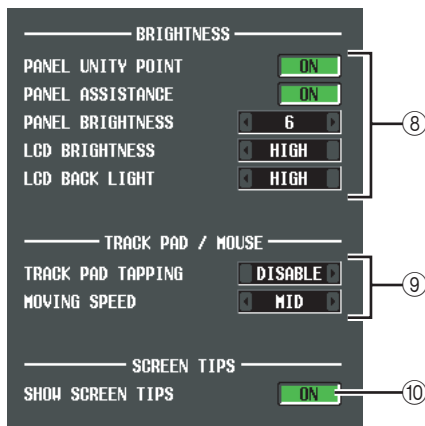 BRIGHTNESS
PANEL UNITY POINT ON
PANEL ASSISTANCE ON
PANEL BRIGHTNESS 6
LCD BRIGHTNESS HIGH
LCD BACK LIGHT HIGH
⑧
TRACK PAD / MOUSE
TRACK PAD TAPPING DISABLE
MOVING SPEED MID
⑨
SCREEN TIPS
SHOW SCREEN TIPS ON
⑩